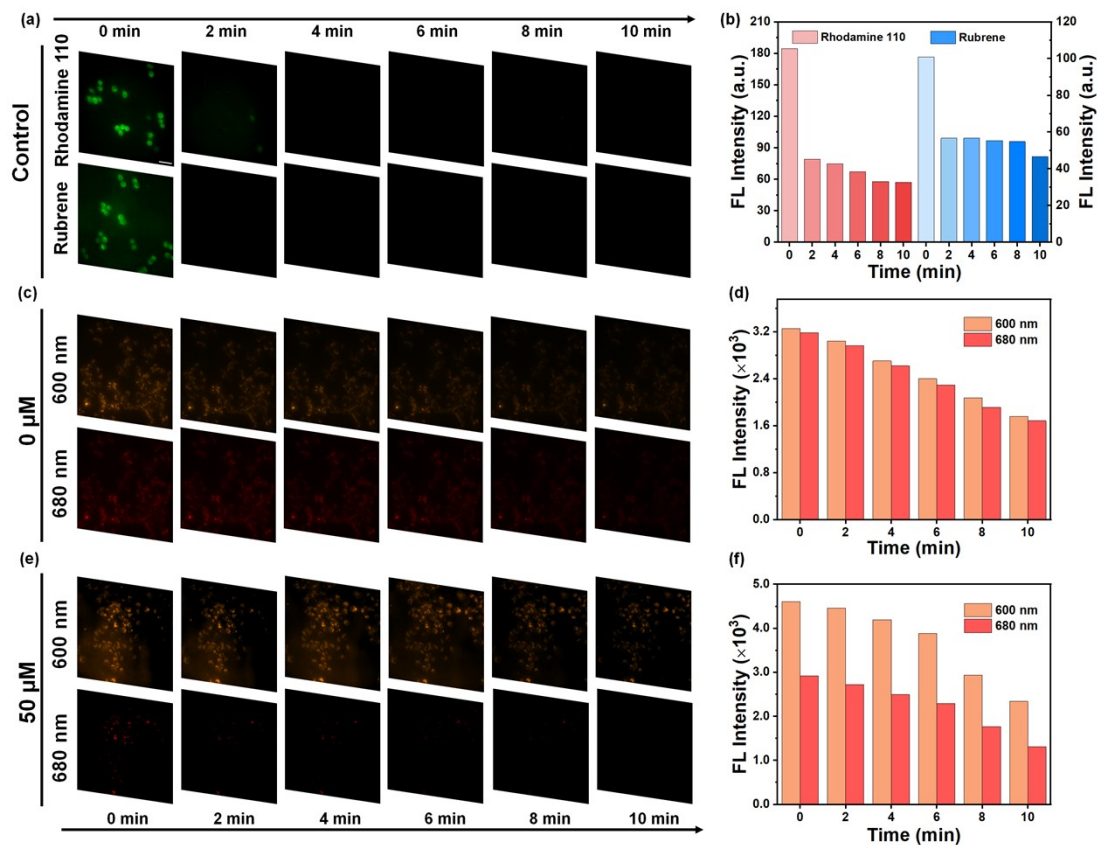 (a)
0 min 2 min 4 min 6 min 8 min 10 min
Control
Rhodamine 110
Rubrene
(b)
Rhodamine 110 Rubrene
FL Intensity (a.u.)
210
180
150
120
90
60
30
0
120
100
80
60
40
20
0
FL Intensity (a.u.)
0 2 4 6 8 10 0 2 4 6 8 10
Time (min)
(c)
0 μM
600 nm
680 nm
(d)
600 nm
680 nm
FL Intensity (×10³)
3.2
2.4
1.6
0.8
0.0
0 2 4 6 8 10
Time (min)
(e)
50 μM
600 nm
680 nm
0 min 2 min 4 min 6 min 8 min 10 min
(f)
600 nm
680 nm
FL Intensity (×10³)
5.0
4.0
3.0
2.0
1.0
0.0
0 2 4 6 8 10
Time (min)